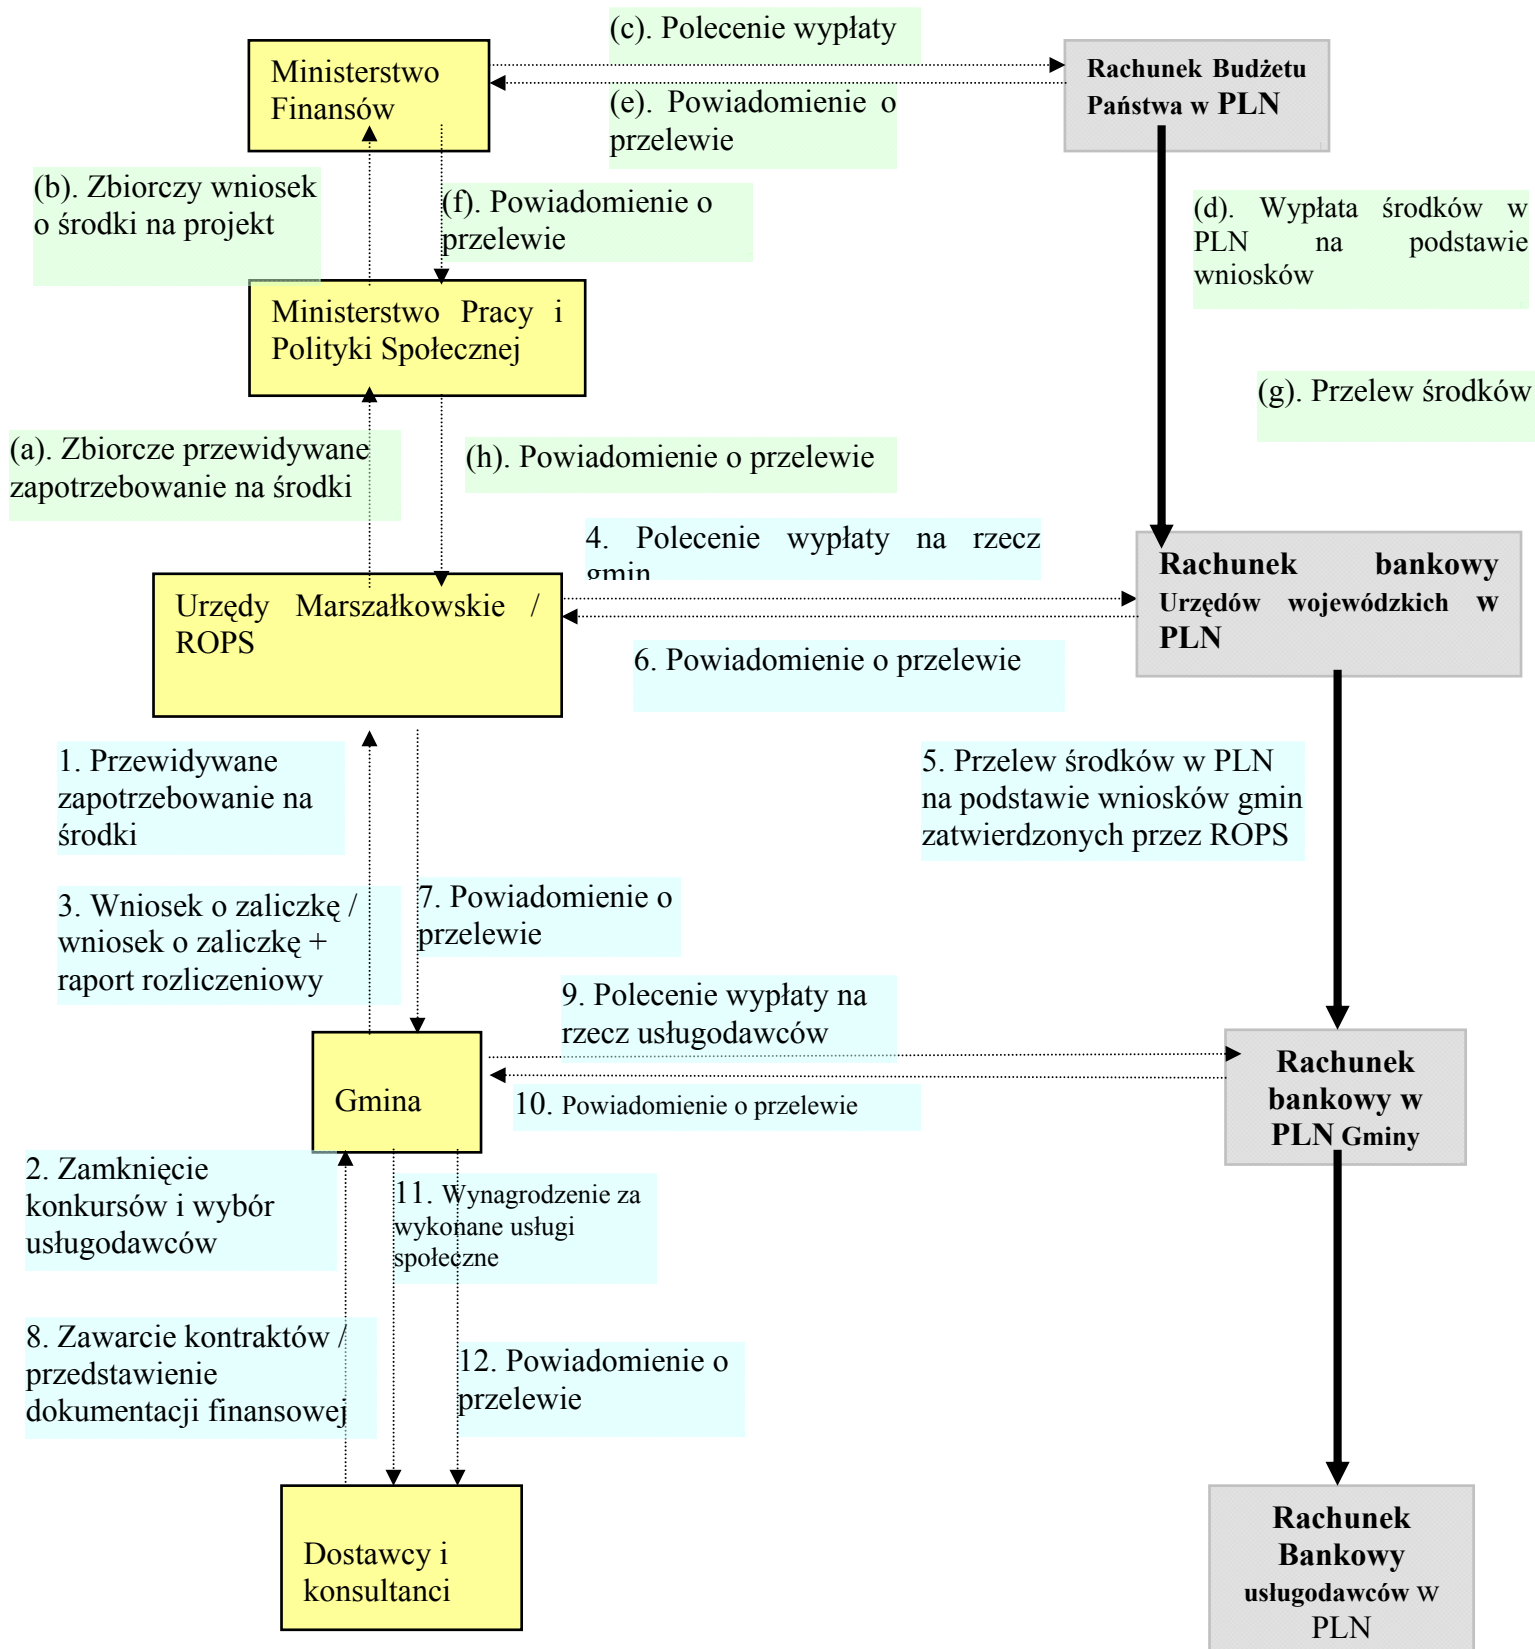 (c). Polecenie wypłaty
Ministerstwo
Finansów
Rachunek Budżetu
Państwa w PLN
(e). Powiadomienie o
przelewie
(b). Zbiorczy wniosek
o środki na projekt
(f). Powiadomienie o
przelewie
(d). Wypłata środków w
PLN na podstawie
wniosków
Ministerstwo Pracy i
Polityki Społecznej
(g). Przelew środków
(a). Zbiorcze przewidywane
zapotrzebowanie na środki
(h). Powiadomienie o przelewie
4. Polecenie wypłaty na rzecz
gmin
Urzędy Marszałkowskie /
ROPS
Rachunek bankowy
Urzędów wojewódzkich w
PLN
6. Powiadomienie o przelewie
1. Przewidywane
zapotrzebowanie na
środki
5. Przelew środków w PLN
na podstawie wniosków gmin
zatwierdzonych przez ROPS
3. Wniosek o zaliczkę /
wniosek o zaliczkę +
raport rozliczeniowy
7. Powiadomienie o
przelewie
9. Polecenie wypłaty na
rzecz usługodawców
Gmina
10. Powiadomienie o przelewie
Rachunek
bankowy w
PLN Gminy
2. Zamknięcie
konkursów i wybór
usługodawców
11. Wynagrodzenie za
wykonane usługi
społeczne
8. Zawarcie kontraktów /
przedstawienie
dokumentacji finansowej
12. Powiadomienie o
przelewie
Dostawcy i
konsultanci
Rachunek
Bankowy
usługodawców w
PLN